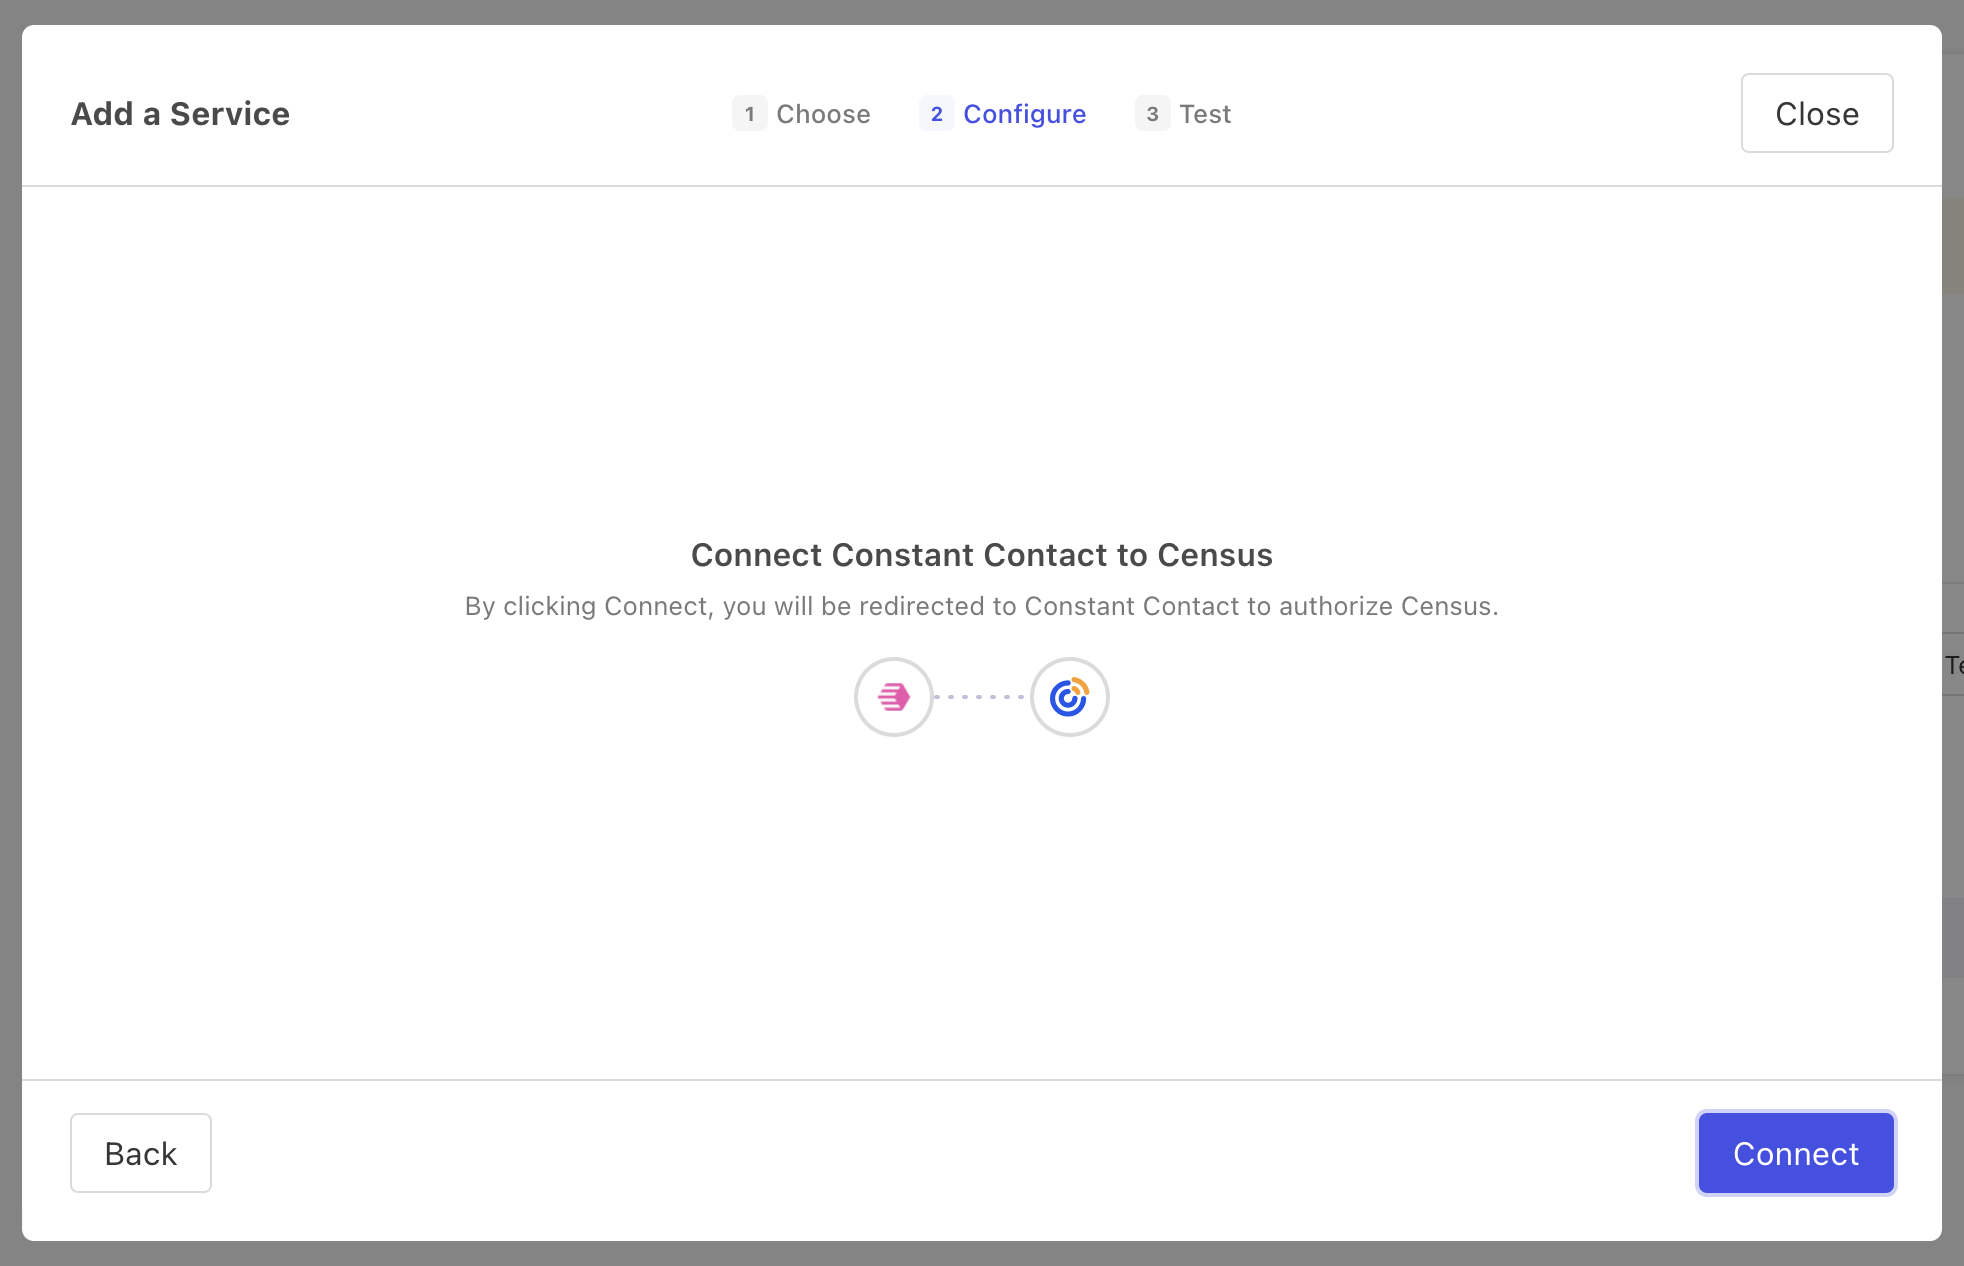 Add a Service
1 Choose 2 Configure 3 Test
Close
Connect Constant Contact to Census
By clicking Connect, you will be redirected to Constant Contact to authorize Census.
Back
Connect